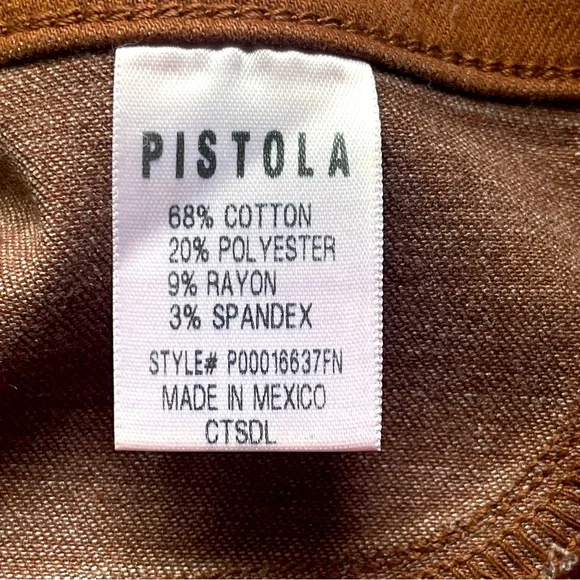 PISTOLA
68% COTTON
20% POLYESTER
9% RAYON
3% SPANDEX
STYLE# P00016637FN
MADE IN MEXICO
CTSDL